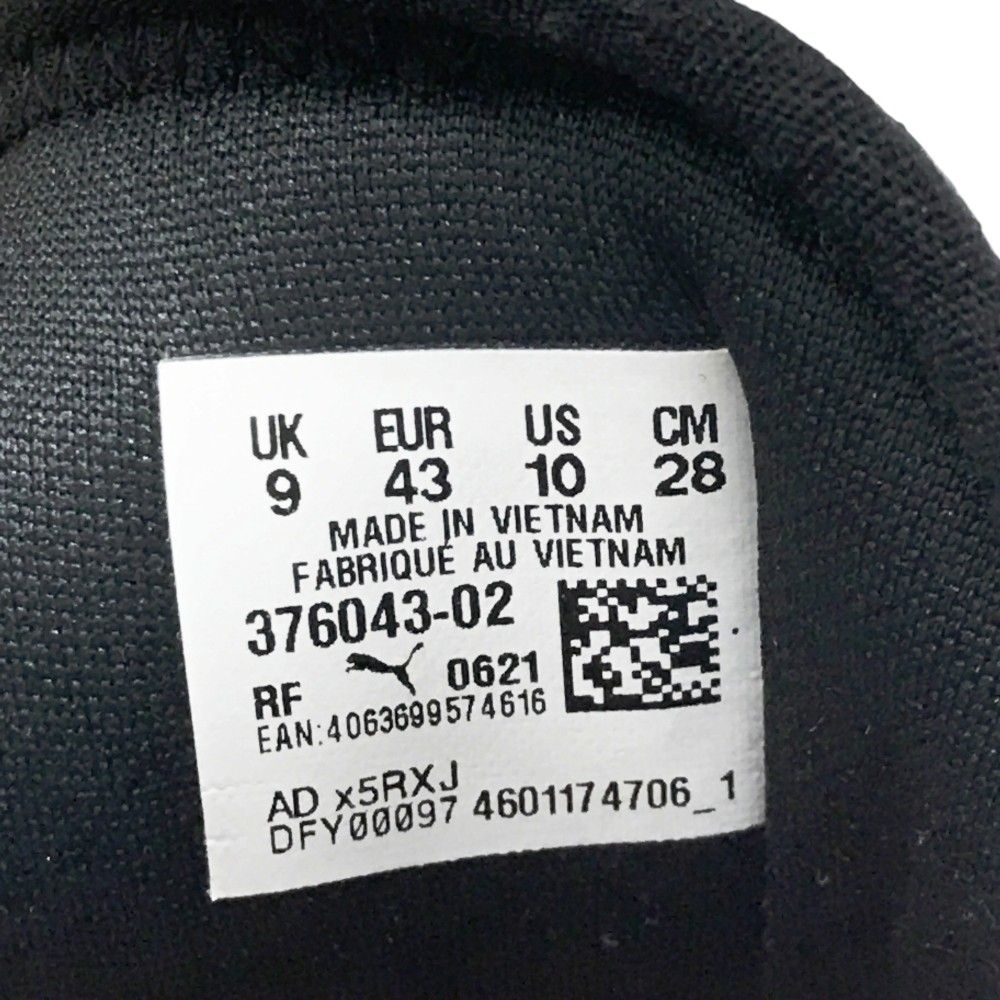 UK EUR US CM
9 43 10 28
MADE IN VIETNAM
FABRIQUÉ AU VIETNAM
376043-02
RF 0621
EAN:4063699574616
AD x5RXJ
DFY00097 4601174706_1